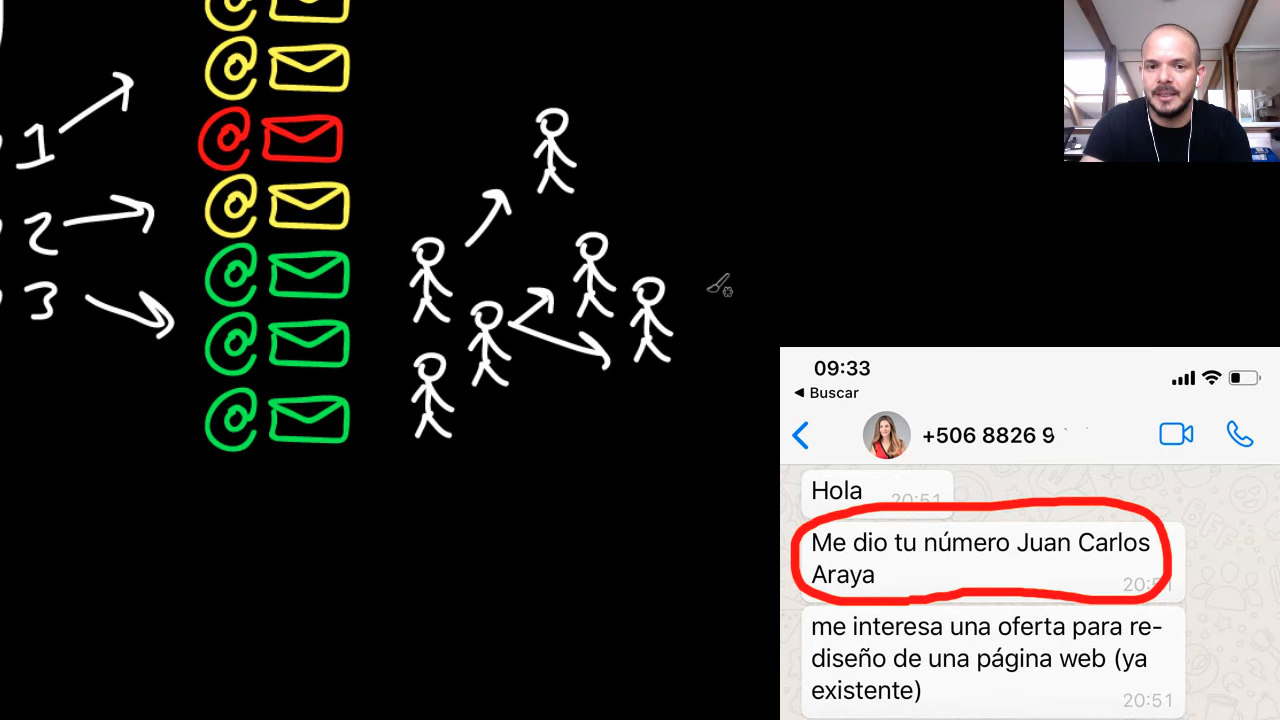 @
@
1
@
@
2
@
3
@
@
09:33
◀ Buscar
+506 8826 9
Hola
20:51
Me dio tu número Juan Carlos
Araya
20:51
me interesa una oferta para re-
diseño de una página web (ya
existente)
20:51